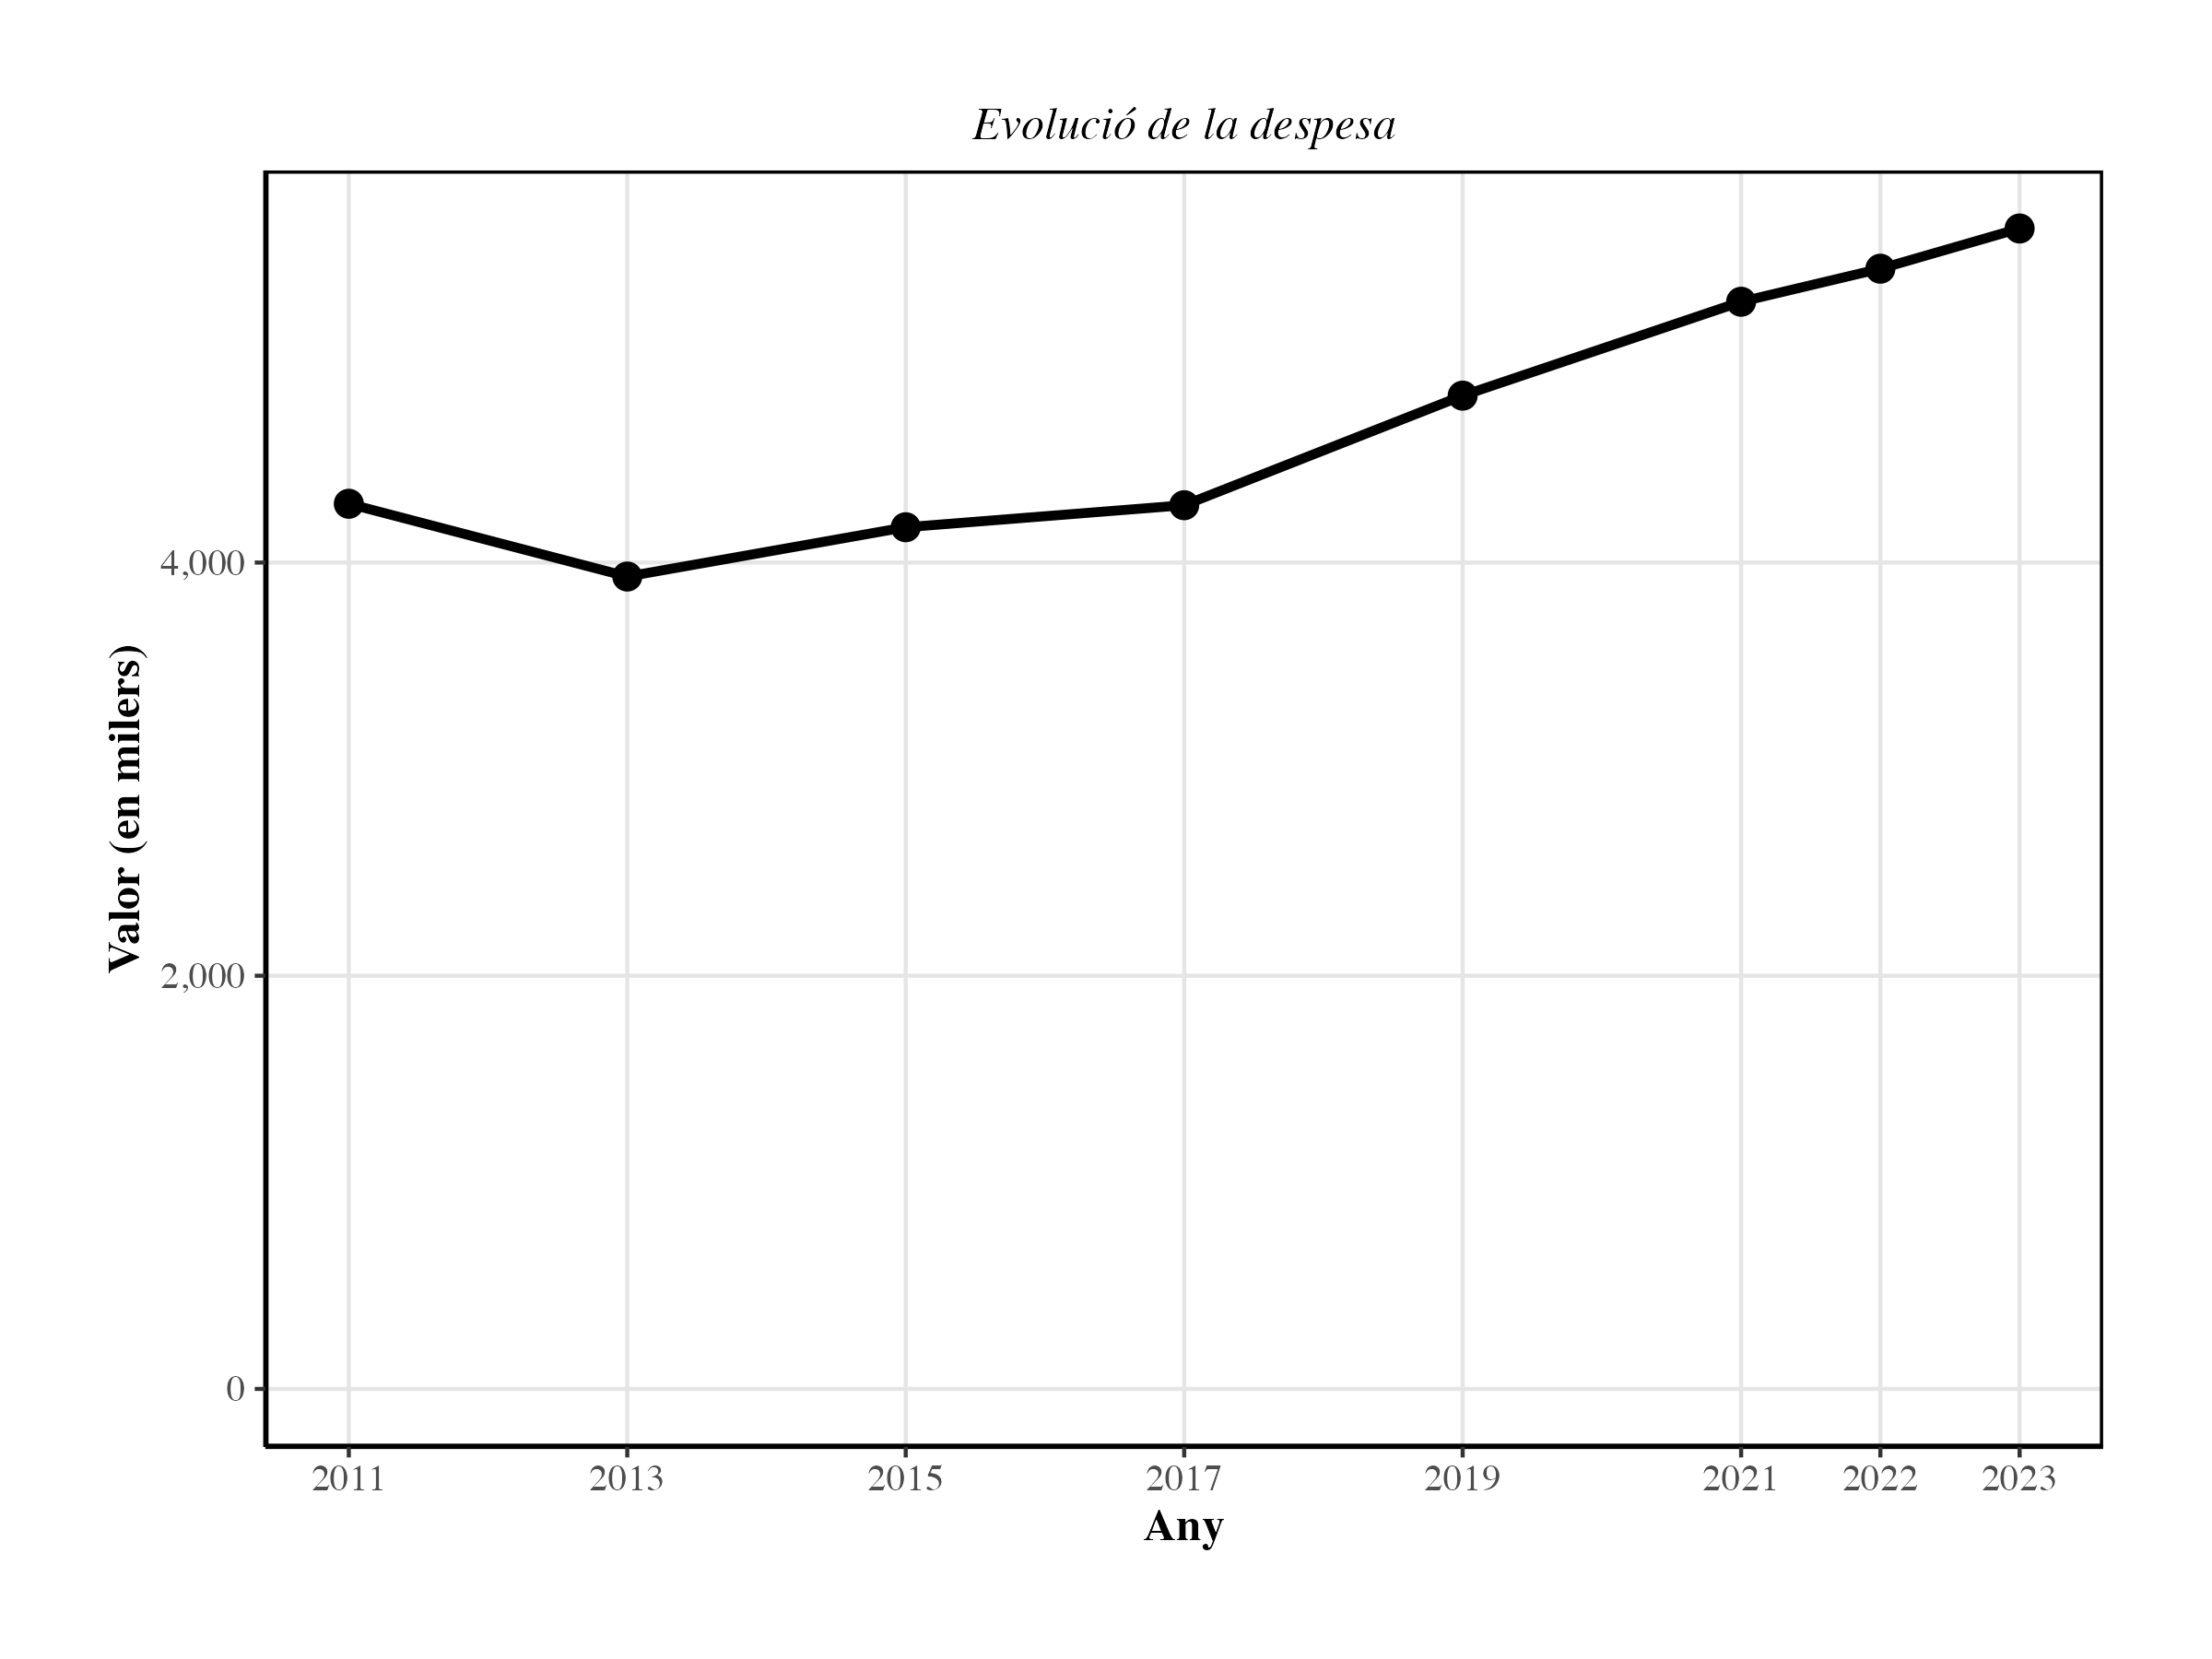 Evolució de la despesa
Valor (en milers)
4,000
2,000
0
2011 2013 2015 2017 2019 2021 2022 2023
Any